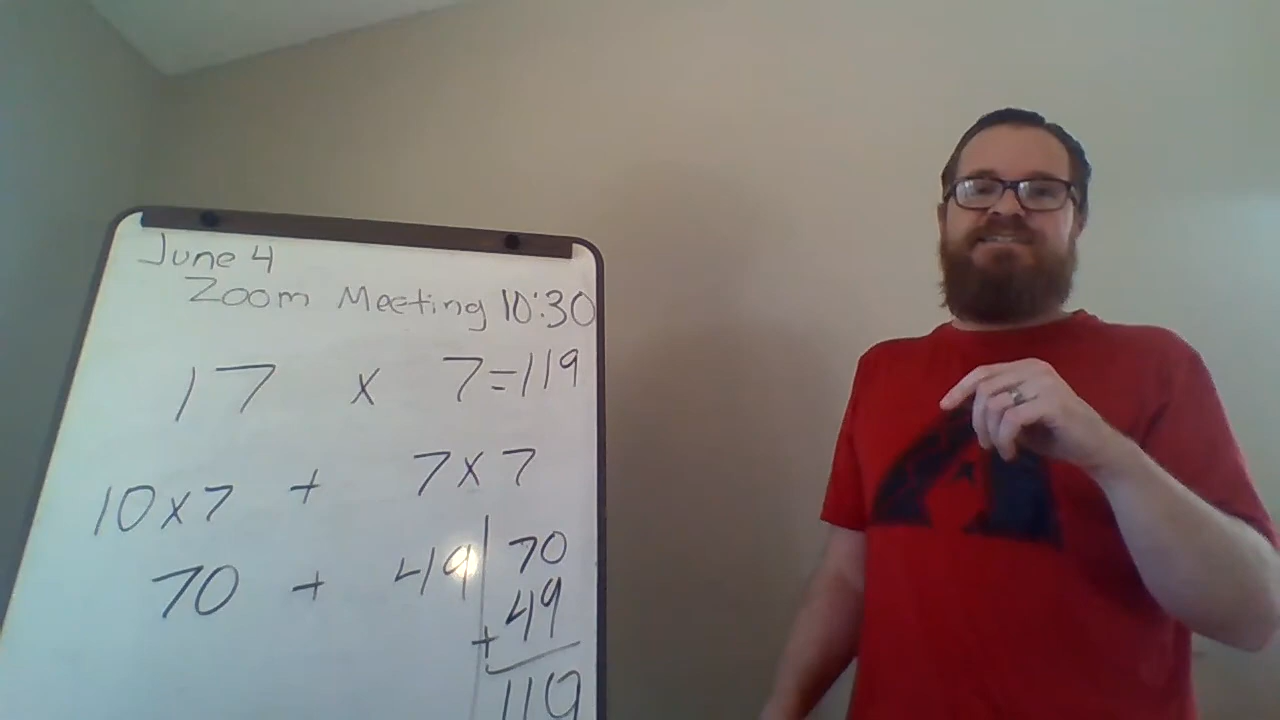 June 4
Zoom Meeting 10:30
17 x 7=119
10x7 + 7x7
70 + 49
70
49
+
119